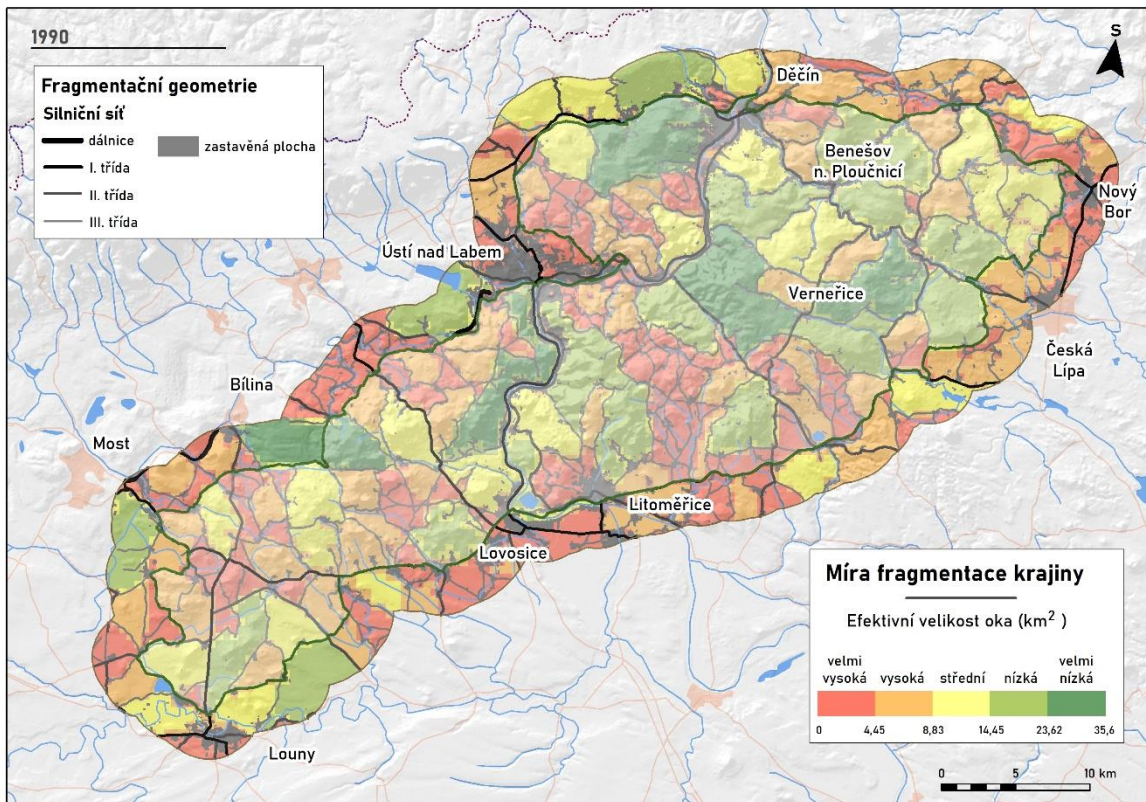 1990
Fragmentační geometrie
Silniční síť
dálnice
I. třída
II. třída
III. třída
zastavěná plocha
S
Děčín
Benešov
n. Ploučnicí
Nový
Bor
Ústí nad Labem
Verneřice
Česká
Lípa
Bílina
Most
Litoměřice
Lovosice
Louny
Míra fragmentace krajiny
Efektivní velikost oka (km²)
velmi
vysoká
vysoká
střední
nízká
velmi
nízká
0 4,45 8,83 14,45 23,62 35,6
0 5 10 km